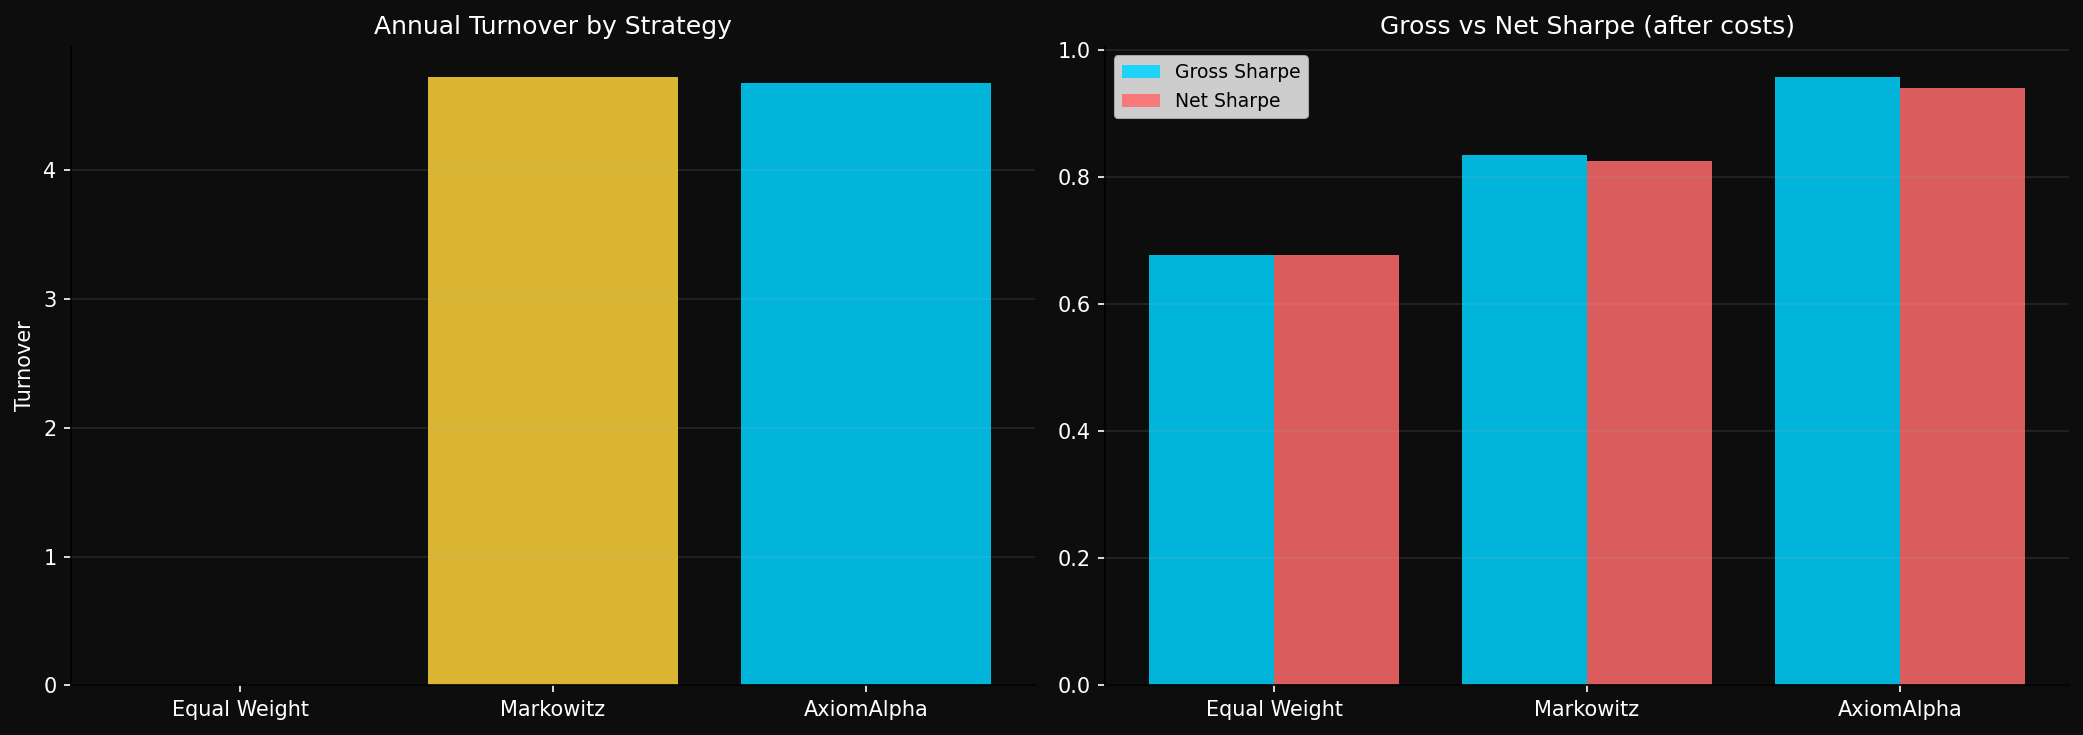 Annual Turnover by Strategy
Turnover
4
3
2
1
0
Equal Weight
Markowitz
AxiomAlpha
Gross vs Net Sharpe (after costs)
Gross Sharpe
Net Sharpe
1.0
0.8
0.6
0.4
0.2
0.0
Equal Weight
Markowitz
AxiomAlpha